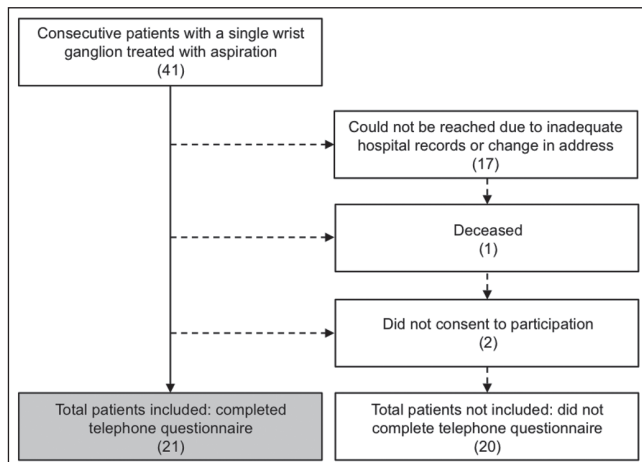 Consecutive patients with a single wrist
ganglion treated with aspiration
(41)
Could not be reached due to inadequate
hospital records or change in address
(17)
Deceased
(1)
Did not consent to participation
(2)
Total patients included: completed
telephone questionnaire
(21)
Total patients not included: did not
complete telephone questionnaire
(20)